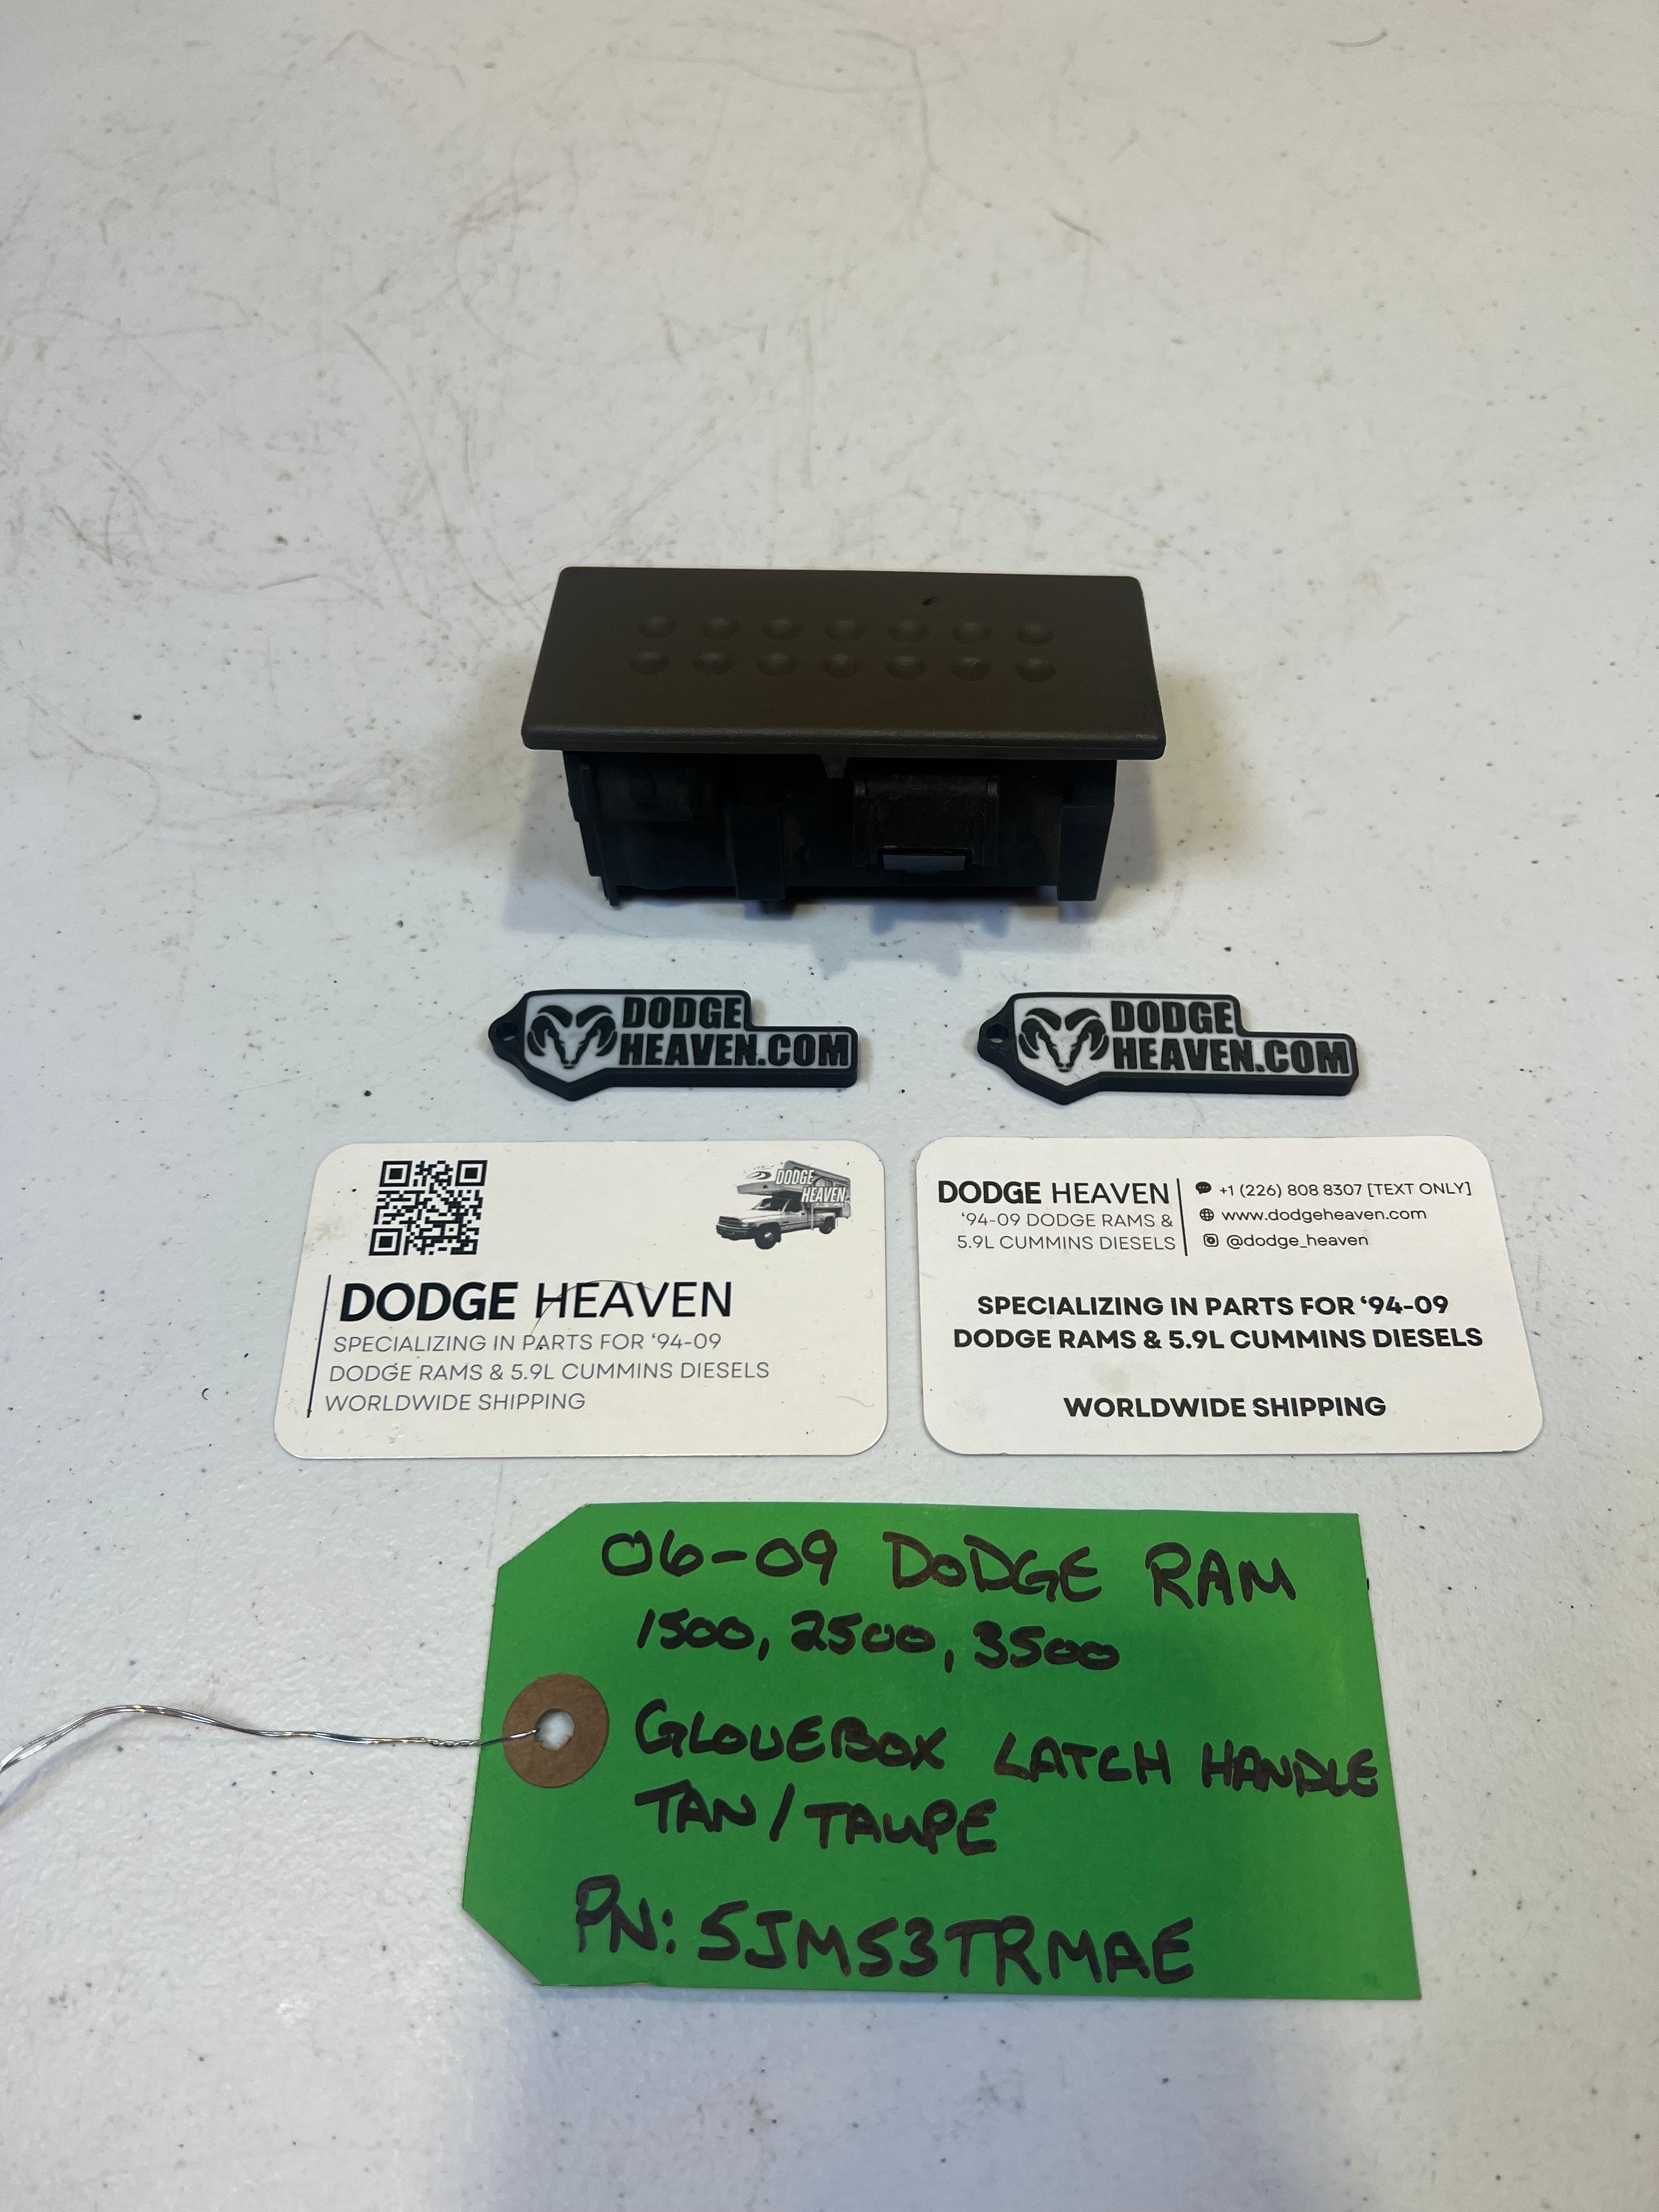 DODGE
HEAVEN.COM
DODGE
HEAVEN.COM
DODGE
HEAVEN
DODGE HEAVEN
SPECIALIZING IN PARTS FOR ‘94-09
DODGE RAMS & 5.9L CUMMINS DIESELS
WORLDWIDE SHIPPING
DODGE HEAVEN
‘94-09 DODGE RAMS &
5.9L CUMMINS DIESELS
+1 (226) 808 8307 [TEXT ONLY]
www.dodgeheaven.com
@dodge_heaven
SPECIALIZING IN PARTS FOR ‘94-09
DODGE RAMS & 5.9L CUMMINS DIESELS
WORLDWIDE SHIPPING
06-09 DODGE RAM
1500, 2500, 3500
GLOVEBOX LATCH HANDLE
TAN/TAUPE
PN: 5JM53TRMAE